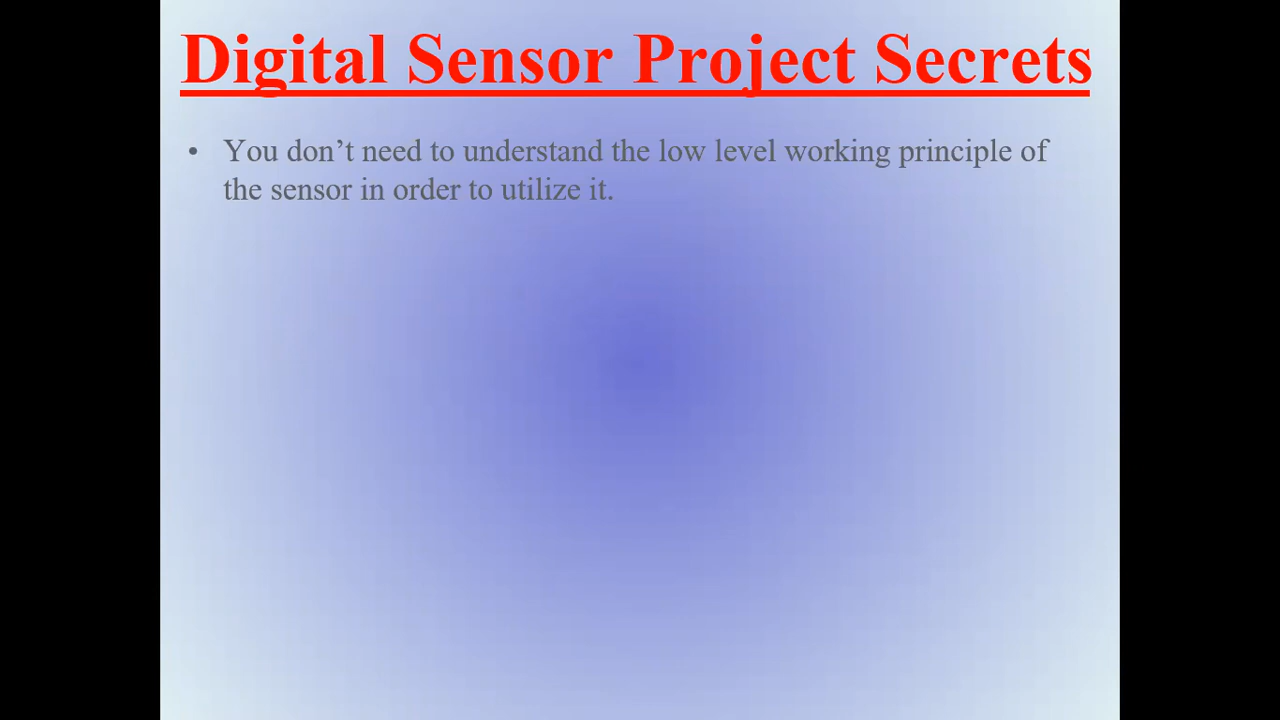 Digital Sensor Project Secrets
• You don’t need to understand the low level working principle of
the sensor in order to utilize it.